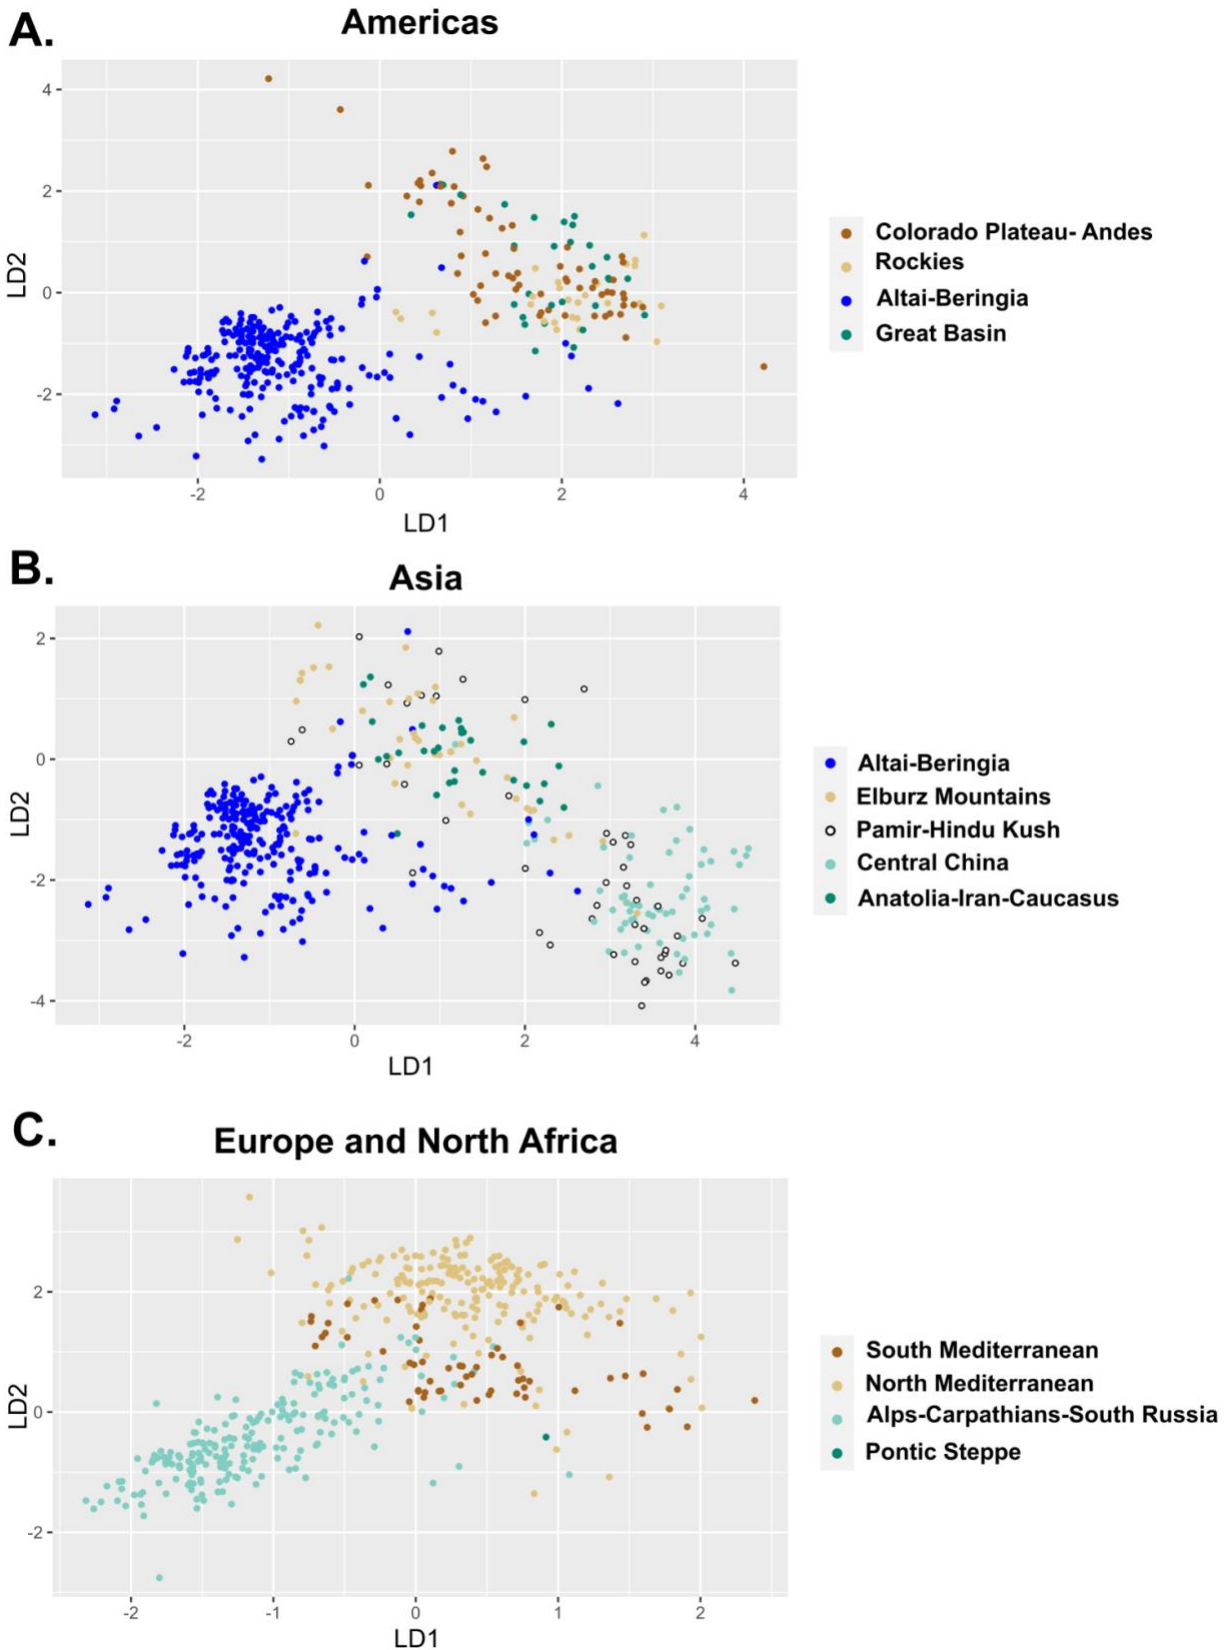 A.
Americas
4
2
0
-2
LD2
-2 0 2 4
LD1
Colorado Plateau- Andes
Rockies
Altai-Beringia
Great Basin
B.
Asia
2
0
-2
-4
LD2
-2 0 2 4
LD1
Altai-Beringia
Elburz Mountains
Pamir-Hindu Kush
Central China
Anatolia-Iran-Caucasus
C.
Europe and North Africa
2
0
-2
LD2
-2 -1 0 1 2
LD1
South Mediterranean
North Mediterranean
Alps-Carpathians-South Russia
Pontic Steppe